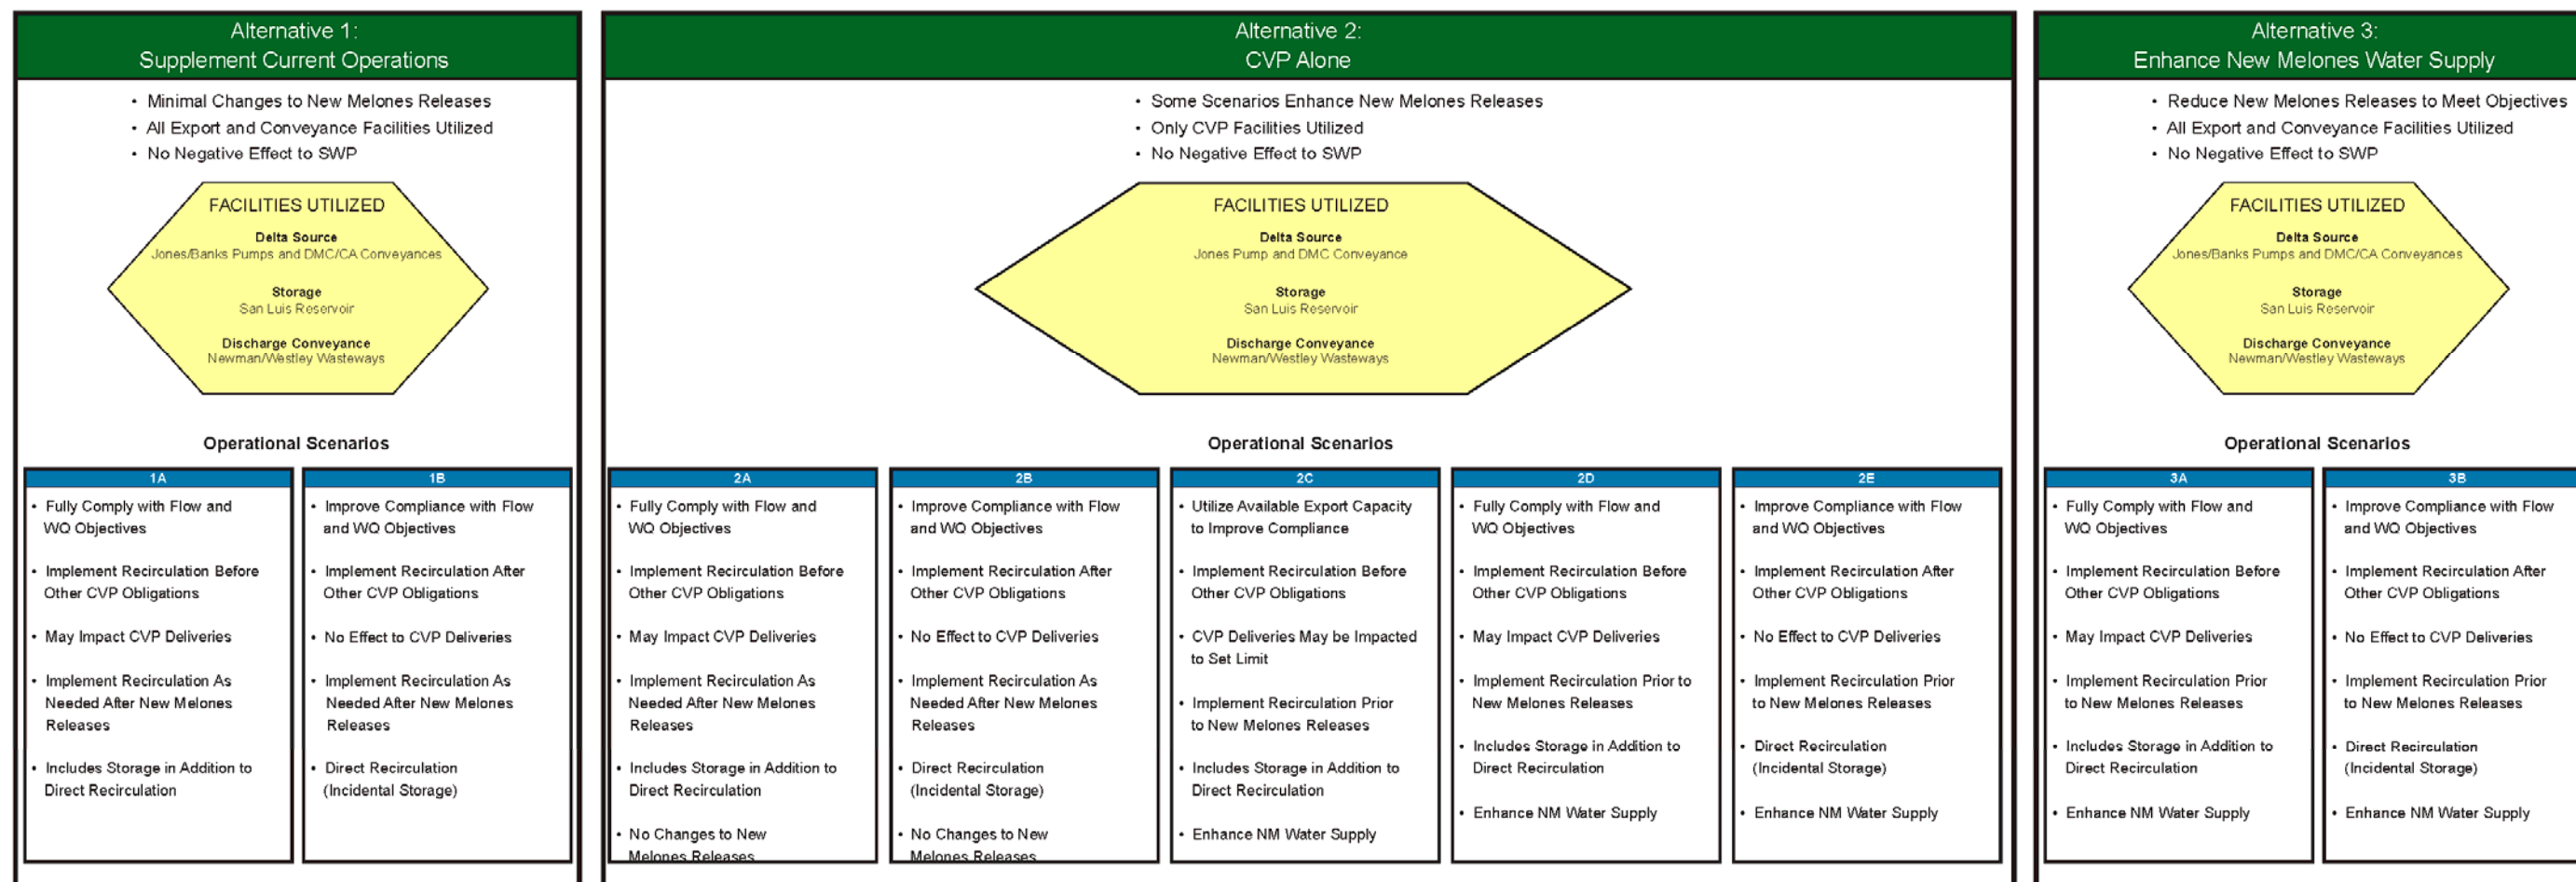 Alternative 1:
Supplement Current Operations
• Minimal Changes to New Melones Releases
• All Export and Conveyance Facilities Utilized
• No Negative Effect to SWP
FACILITIES UTILIZED
Delta Source
Jones/Banks Pumps and DMC/CA Conveyances
Storage
San Luis Reservoir
Discharge Conveyance
Newman/Westley Wasteways
Operational Scenarios
1A
• Fully Comply with Flow and
WQ Objectives
• Implement Recirculation Before
Other CVP Obligations
• May Impact CVP Deliveries
• Implement Recirculation As
Needed After New Melones
Releases
• Includes Storage in Addition to
Direct Recirculation
1B
• Improve Compliance with Flow
and WQ Objectives
• Implement Recirculation After
Other CVP Obligations
• No Effect to CVP Deliveries
• Implement Recirculation As
Needed After New Melones
Releases
• Direct Recirculation
(Incidental Storage)
Alternative 2:
CVP Alone
• Some Scenarios Enhance New Melones Releases
• Only CVP Facilities Utilized
• No Negative Effect to SWP
FACILITIES UTILIZED
Delta Source
Jones Pump and DMC Conveyance
Storage
San Luis Reservoir
Discharge Conveyance
Newman/Westley Wasteways
Operational Scenarios
2A
• Fully Comply with Flow and
WQ Objectives
• Implement Recirculation Before
Other CVP Obligations
• May Impact CVP Deliveries
• Implement Recirculation As
Needed After New Melones
Releases
• Includes Storage in Addition to
Direct Recirculation
• No Changes to New
Melones Releases
2B
• Improve Compliance with Flow
and WQ Objectives
• Implement Recirculation After
Other CVP Obligations
• No Effect to CVP Deliveries
• Implement Recirculation As
Needed After New Melones
Releases
• Direct Recirculation
(Incidental Storage)
• No Changes to New
Melones Releases
2C
• Utilize Available Export Capacity
to Improve Compliance
• Implement Recirculation Before
Other CVP Obligations
• CVP Deliveries May be Impacted
to Set Limit
• Implement Recirculation Prior
to New Melones Releases
• Includes Storage in Addition to
Direct Recirculation
• Enhance NM Water Supply
2D
• Fully Comply with Flow and
WQ Objectives
• Implement Recirculation Before
Other CVP Obligations
• May Impact CVP Deliveries
• Implement Recirculation Prior to
New Melones Releases
• Includes Storage in Addition to
Direct Recirculation
• Enhance NM Water Supply
2E
• Improve Compliance with Flow
and WQ Objectives
• Implement Recirculation After
Other CVP Obligations
• No Effect to CVP Deliveries
• Implement Recirculation Prior
to New Melones Releases
• Direct Recirculation
(Incidental Storage)
• Enhance NM Water Supply
Alternative 3:
Enhance New Melones Water Supply
• Reduce New Melones Releases to Meet Objectives
• All Export and Conveyance Facilities Utilized
• No Negative Effect to SWP
FACILITIES UTILIZED
Delta Source
Jones/Banks Pumps and DMC/CA Conveyances
Storage
San Luis Reservoir
Discharge Conveyance
Newman/Westley Wasteways
Operational Scenarios
3A
• Fully Comply with Flow and
WQ Objectives
• Implement Recirculation Before
Other CVP Obligations
• May Impact CVP Deliveries
• Implement Recirculation Prior
to New Melones Releases
• Includes Storage in Addition to
Direct Recirculation
• Enhance NM Water Supply
3B
• Improve Compliance with Flow
and WQ Objectives
• Implement Recirculation After
Other CVP Obligations
• No Effect to CVP Deliveries
• Implement Recirculation Prior
to New Melones Releases
• Direct Recirculation
(Incidental Storage)
• Enhance NM Water Supply